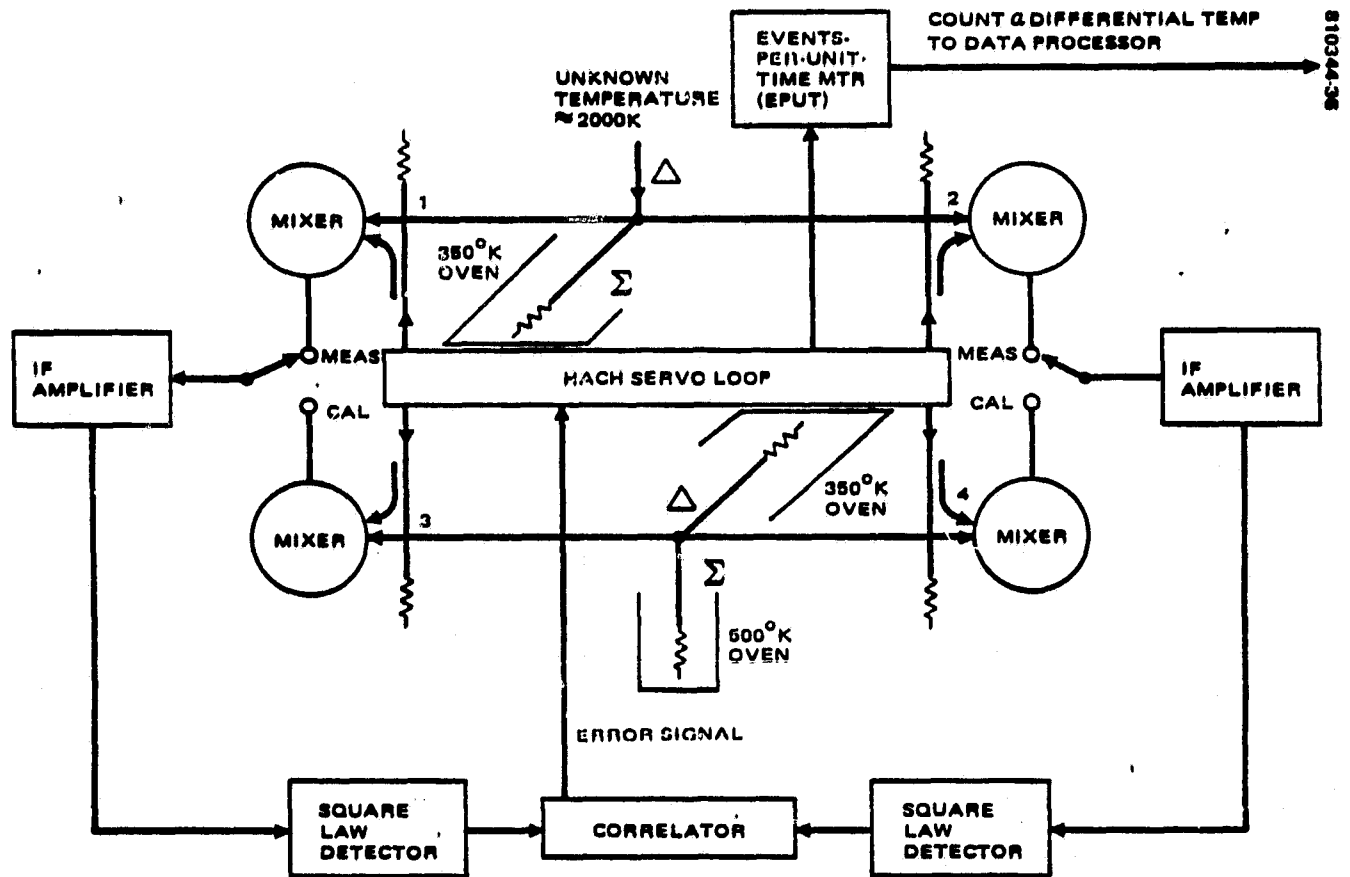 COUNT α DIFFERENTIAL TEMP
TO DATA PROCESSOR
810344-36
EVENTS-
PER-UNIT-
TIME MTR
(EPUT)
UNKNOWN
TEMPERATURE
≈ 2000K
Δ
MIXER
1
2
MIXER
350°K
OVEN
Σ
IF
AMPLIFIER
MEAS
CAL
HACH SERVO LOOP
MEAS
CAL
IF
AMPLIFIER
MIXER
3
Δ
350°K
OVEN
4
MIXER
Σ
500°K
OVEN
ERROR SIGNAL
SQUARE
LAW
DETECTOR
CORRELATOR
SQUARE
LAW
DETECTOR